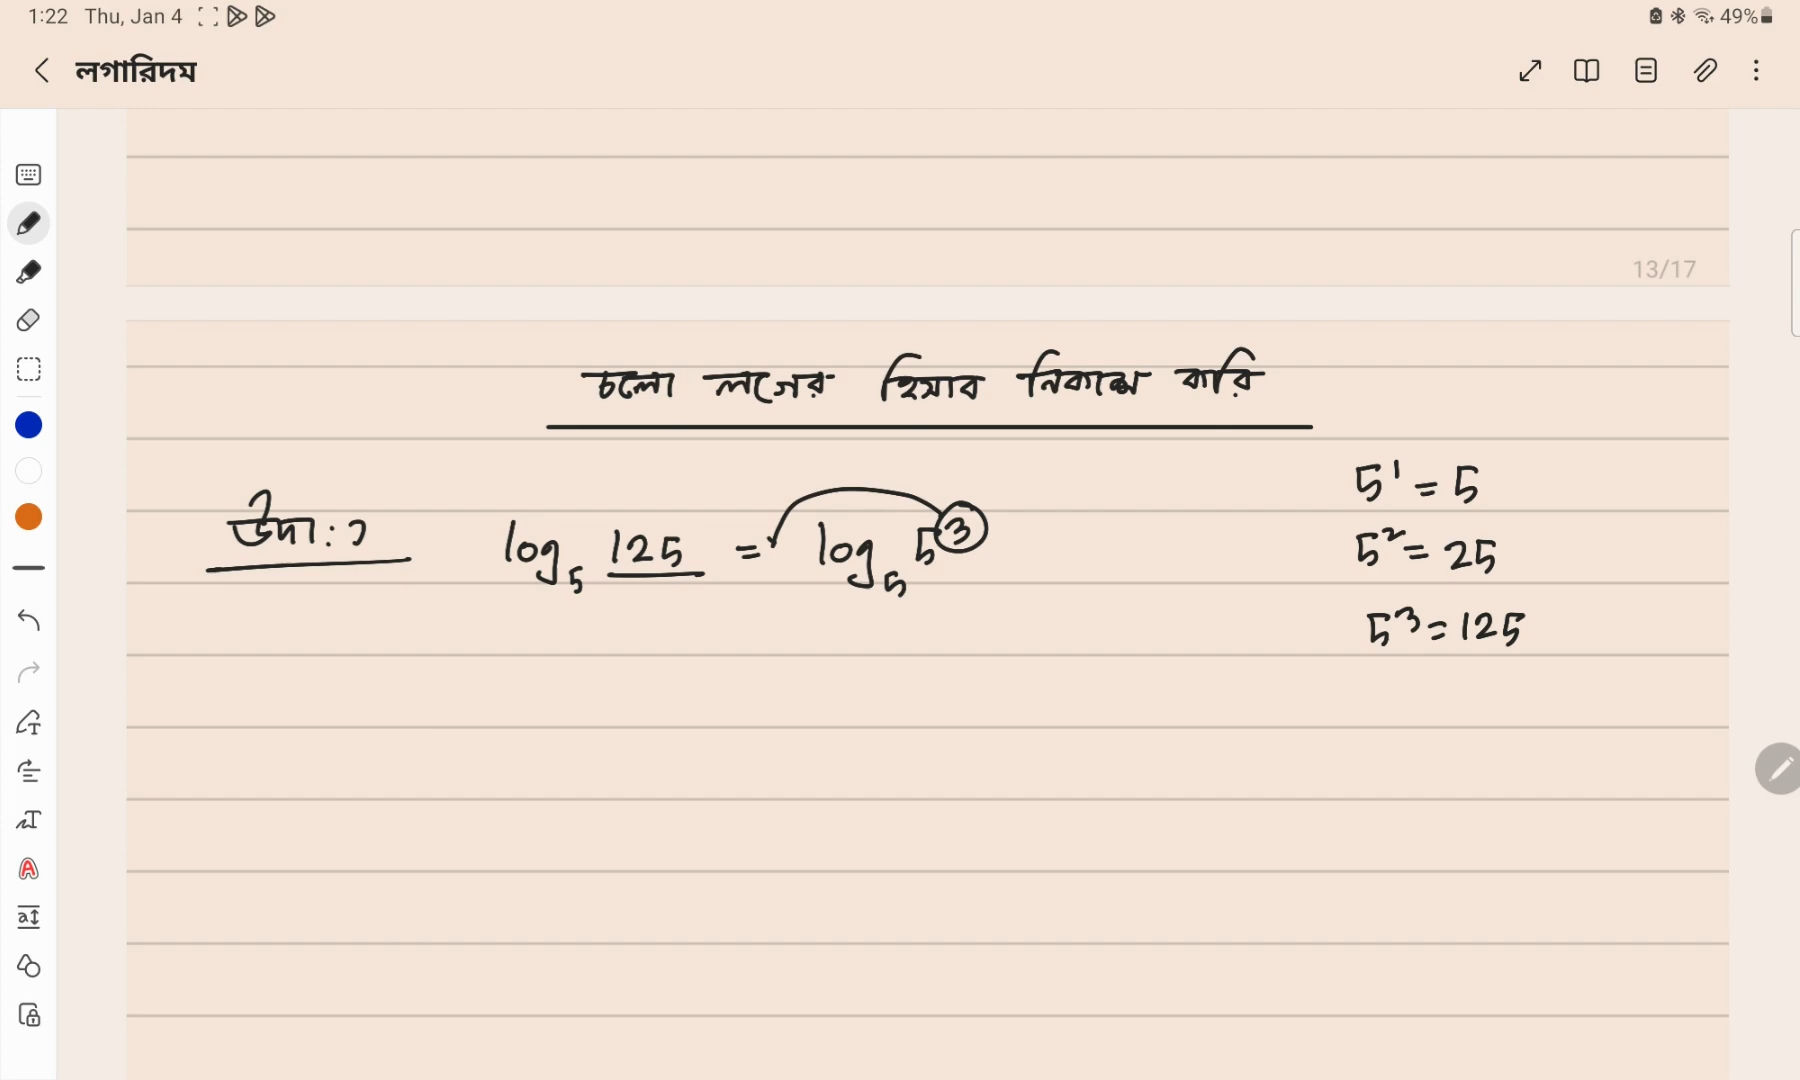 1:22 Thu, Jan 4 49%
লগারিদম
13/17
চলো লগের হিসাব নিকাশ করি
উদা: ১ log₅ 125 = log₅ 5³
5¹ = 5
5² = 25
5³ = 125